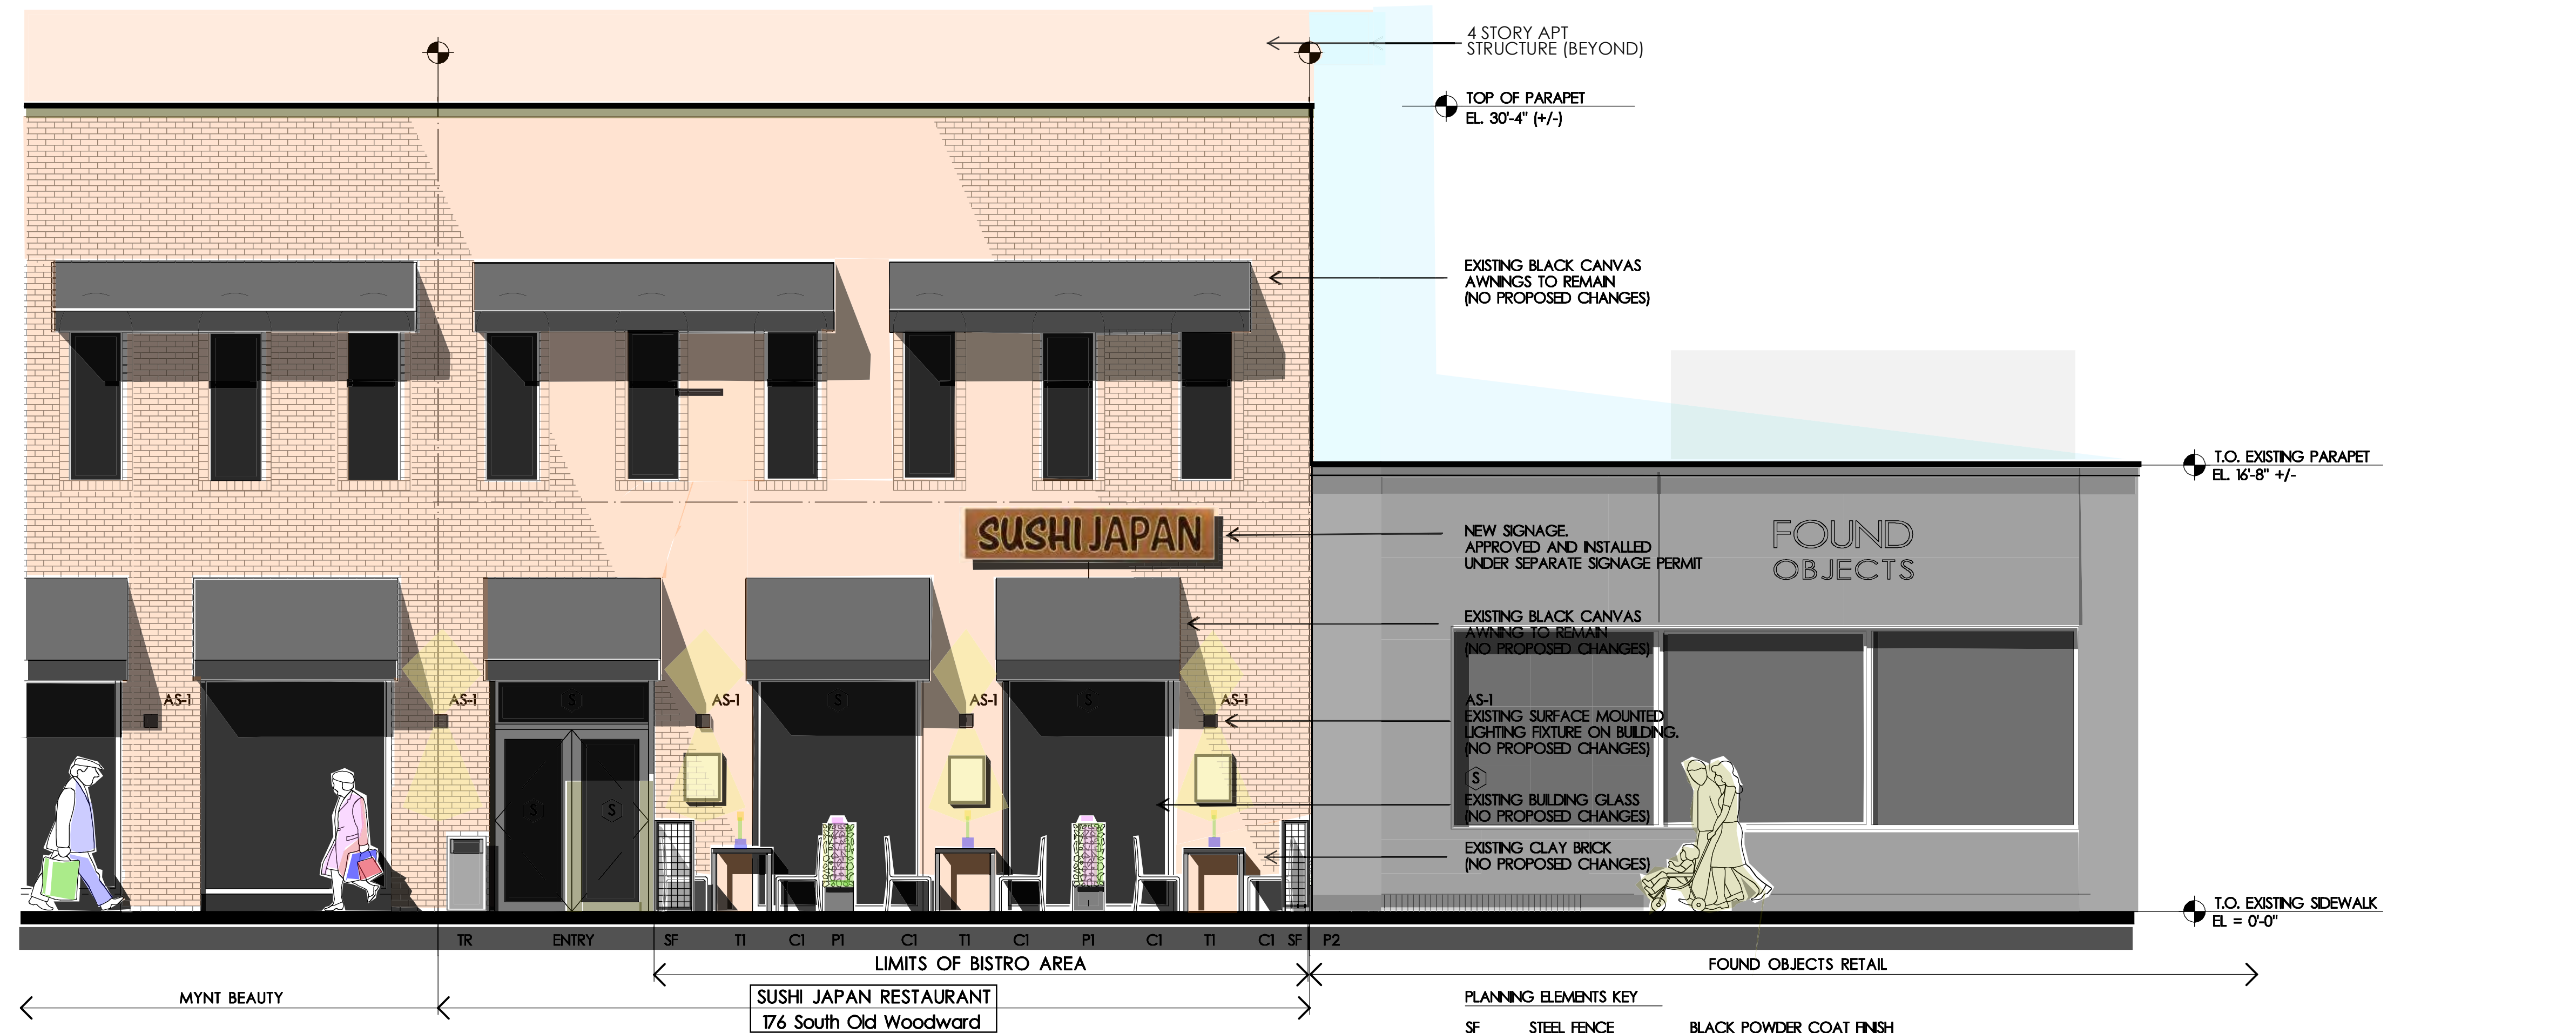 4 STORY APT
STRUCTURE (BEYOND)
TOP OF PARAPET
EL. 30'-4" (+/-)
EXISTING BLACK CANVAS
AWNINGS TO REMAIN
(NO PROPOSED CHANGES)
T.O. EXISTING PARAPET
EL. 16'-8" +/-
SUSHI JAPAN
NEW SIGNAGE.
APPROVED AND INSTALLED
UNDER SEPARATE SIGNAGE PERMIT
FOUND
OBJECTS
EXISTING BLACK CANVAS
AWNING TO REMAIN
(NO PROPOSED CHANGES)
AS-1 AS-1 AS-1 AS-1 AS-1
S S S
AS-1
EXISTING SURFACE MOUNTED
LIGHTING FIXTURE ON BUILDING.
(NO PROPOSED CHANGES)
S
S S
EXISTING BUILDING GLASS
(NO PROPOSED CHANGES)
EXISTING CLAY BRICK
(NO PROPOSED CHANGES)
T.O. EXISTING SIDEWALK
EL = 0'-0"
TR ENTRY SF T1 C1 P1 C1 T1 C1 P1 C1 T1 C1 SF P2
LIMITS OF BISTRO AREA
FOUND OBJECTS RETAIL
MYNT BEAUTY
SUSHI JAPAN RESTAURANT
176 South Old Woodward
PLANNING ELEMENTS KEY
SF STEEL FENCE BLACK POWDER COAT FINISH